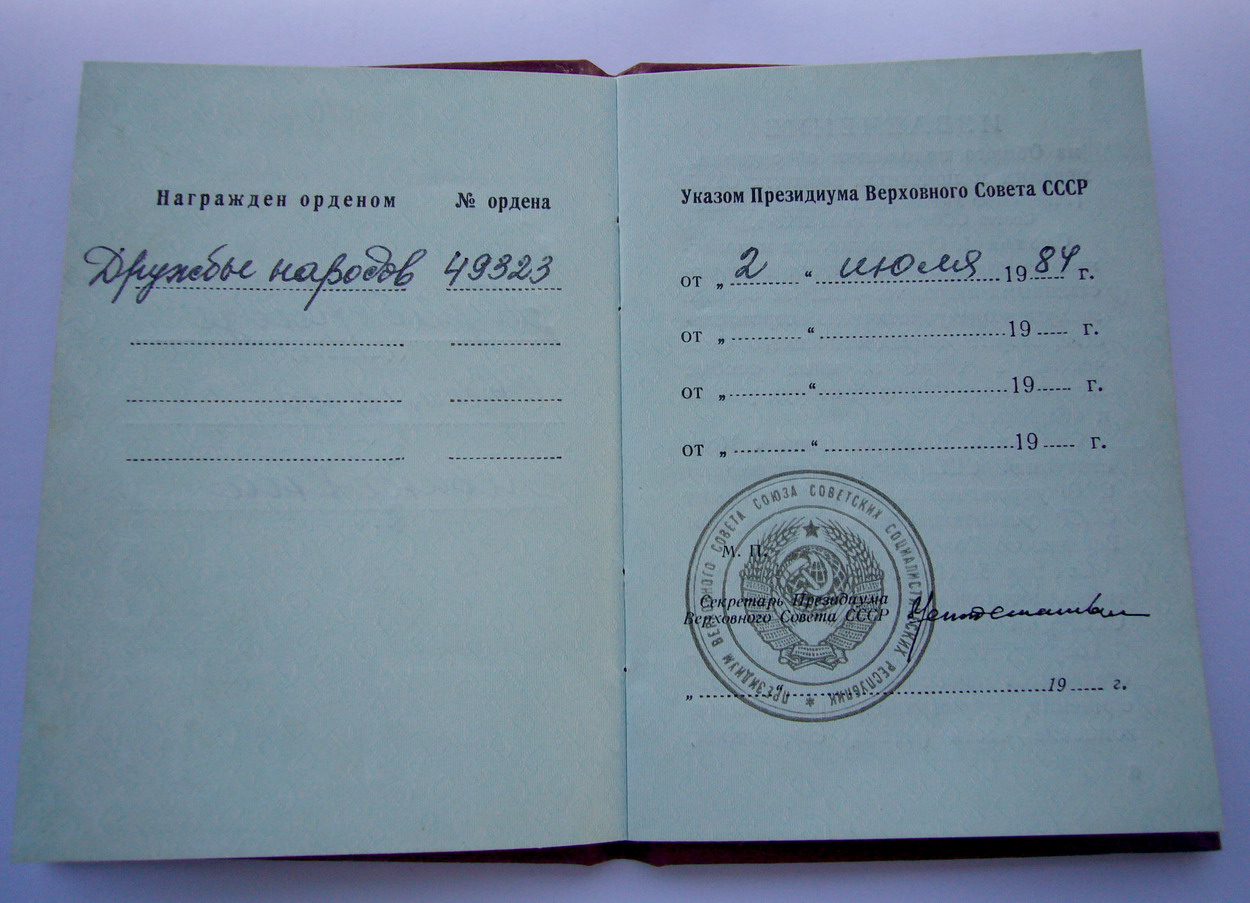 Награжден орденом № ордена
Дружбы народов 49323
Указом Президиума Верховного Совета СССР
от „ 2 “ июля 1984 г.
от „ “ 19 г.
от „ “ 19 г.
от „ “ 19 г.
ПРЕЗИДИУМ ВЕРХОВНОГО СОВЕТА СОЮЗА СОВЕТСКИХ СОЦИАЛИСТИЧЕСКИХ РЕСПУБЛИК *
М. П.
Секретарь Президиума
Верховного Совета СССР
„ “ 19 г.